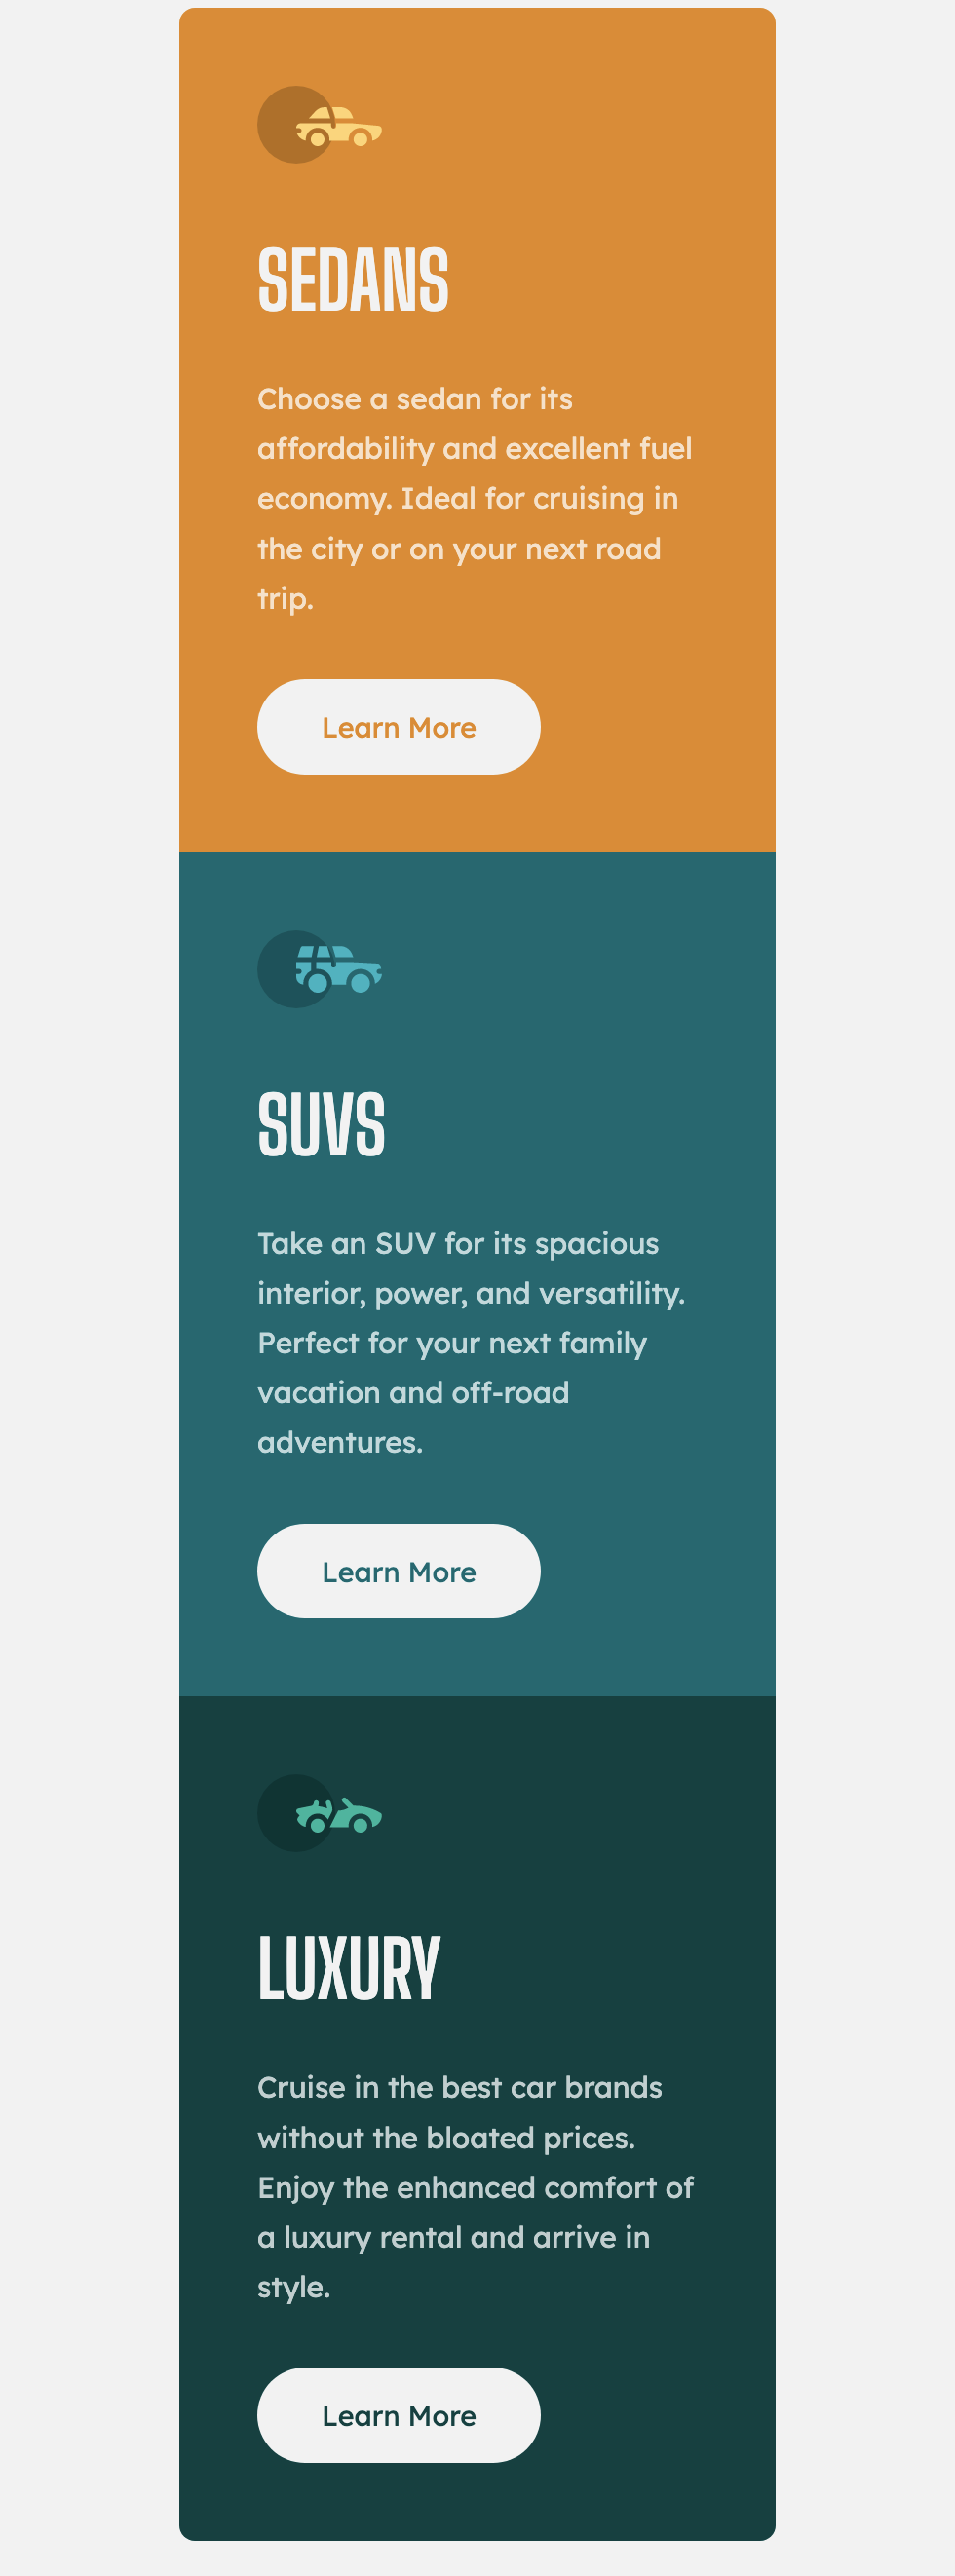 SEDANS
Choose a sedan for its
affordability and excellent fuel
economy. Ideal for cruising in
the city or on your next road
trip.
Learn More
SUVS
Take an SUV for its spacious
interior, power, and versatility.
Perfect for your next family
vacation and off-road
adventures.
Learn More
LUXURY
Cruise in the best car brands
without the bloated prices.
Enjoy the enhanced comfort of
a luxury rental and arrive in
style.
Learn More